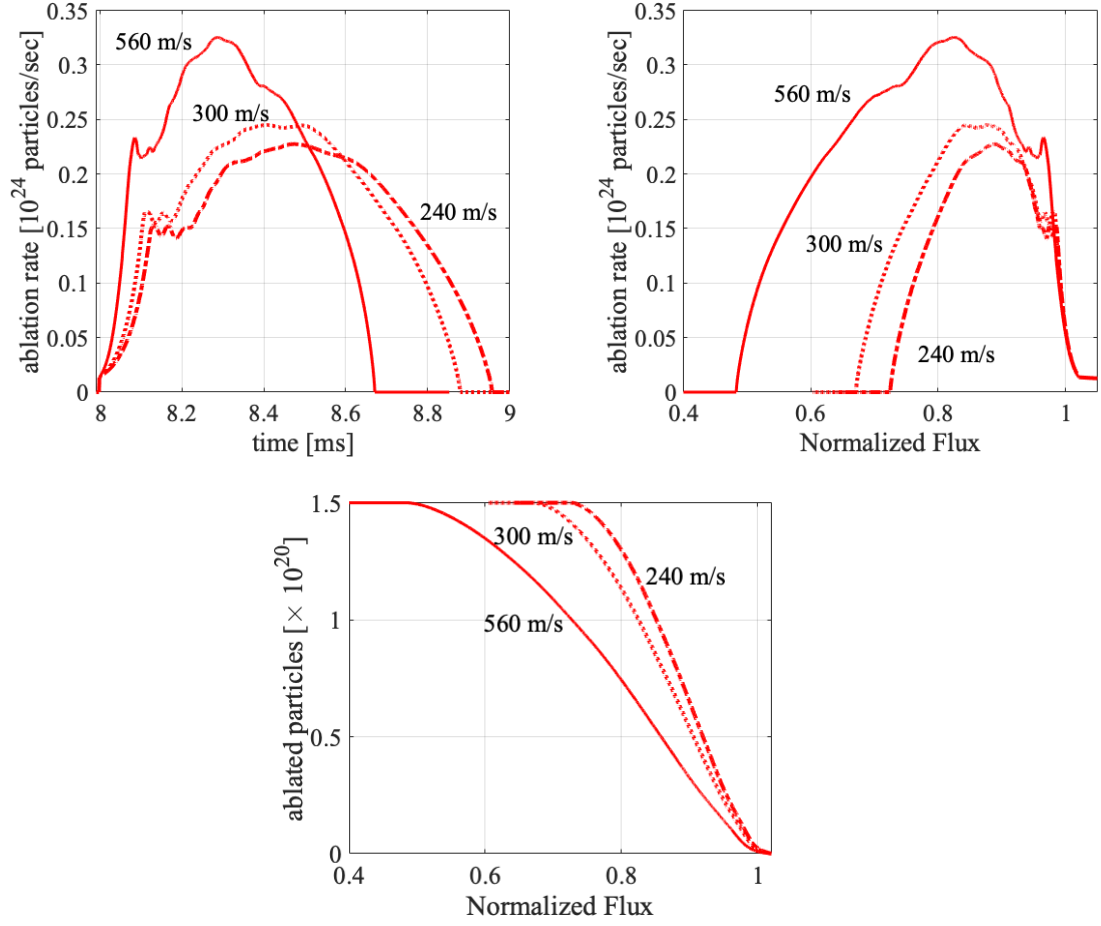 0.35
0.3
0.25
0.2
0.15
0.1
0.05
0
ablation rate [10²⁴ particles/sec]
560 m/s
300 m/s
240 m/s
8
8.2
8.4
8.6
8.8
9
time [ms]
0.35
0.3
0.25
0.2
0.15
0.1
0.05
0
ablation rate [10²⁴ particles/sec]
560 m/s
300 m/s
240 m/s
0.4
0.6
0.8
1
Normalized Flux
1.5
1
0.5
0
ablated particles [× 10²⁰]
300 m/s
240 m/s
560 m/s
0.4
0.6
0.8
1
Normalized Flux